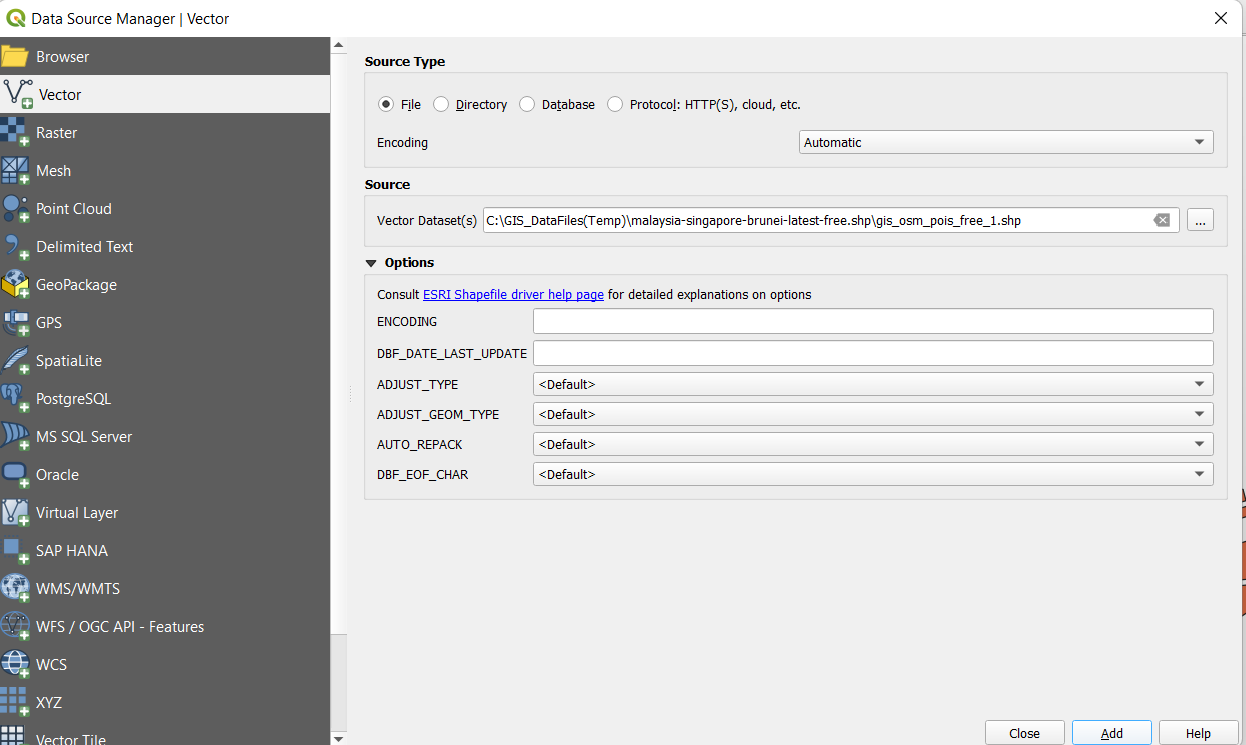 Data Source Manager | Vector
Browser
Vector
Raster
Mesh
Point Cloud
Delimited Text
GeoPackage
GPS
SpatiaLite
PostgreSQL
MS SQL Server
Oracle
Virtual Layer
SAP HANA
WMS/WMTS
WFS / OGC API - Features
WCS
XYZ
Vector Tile
Source Type
File Directory Database Protocol: HTTP(S), cloud, etc.
Encoding Automatic
Source
Vector Dataset(s) C:\GIS_DataFiles(Temp)\malaysia-singapore-brunei-latest-free.shp\gis_osm_pois_free_1.shp ...
Options
Consult ESRI Shapefile driver help page for detailed explanations on options
ENCODING
DBF_DATE_LAST_UPDATE
ADJUST_TYPE <Default>
ADJUST_GEOM_TYPE <Default>
AUTO_REPACK <Default>
DBF_EOF_CHAR <Default>
Close Add Help